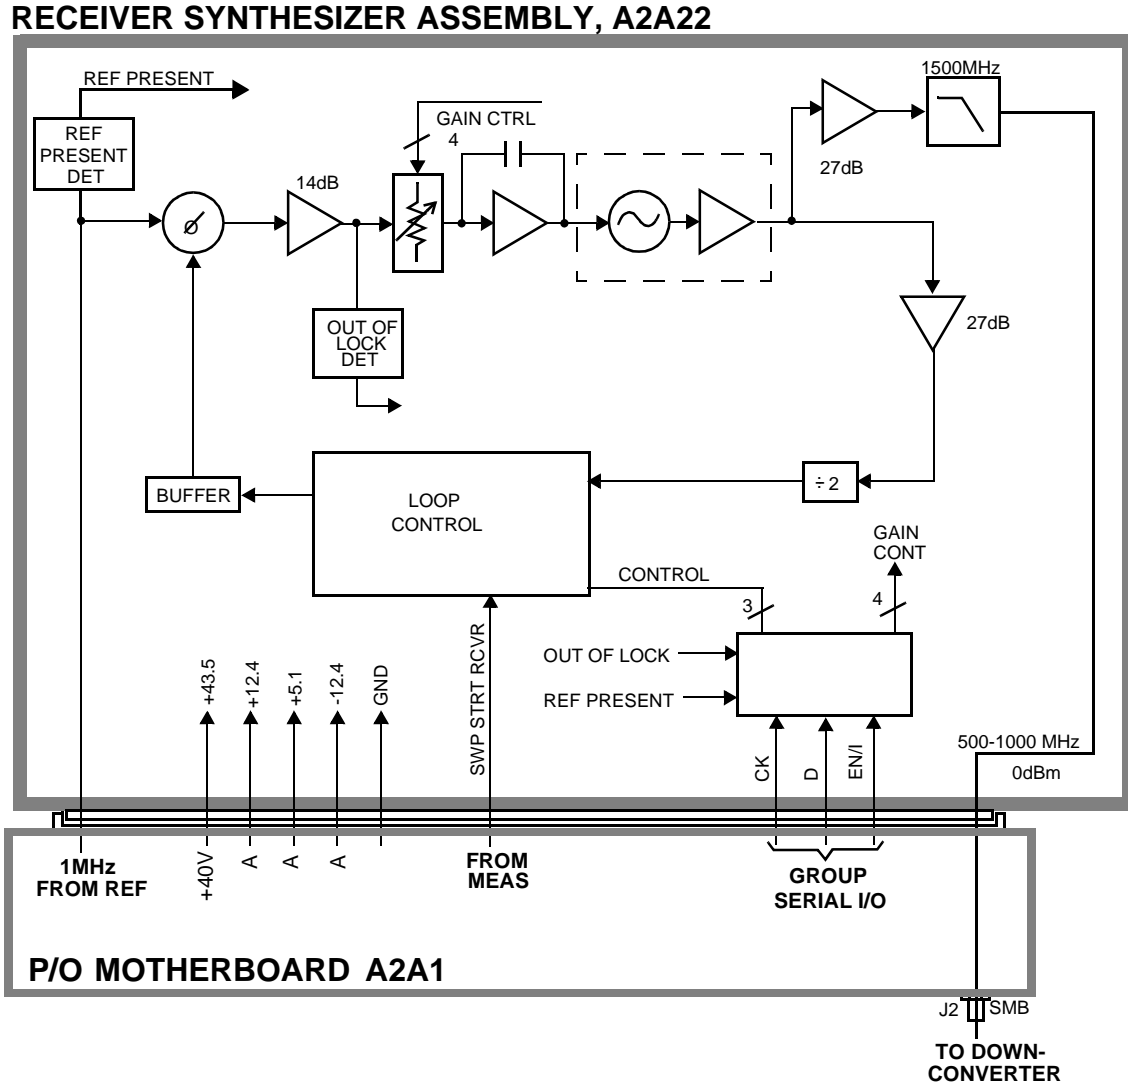 RECEIVER SYNTHESIZER ASSEMBLY, A2A22
REF PRESENT
1500MHz
GAIN CTRL
4
REF
PRESENT
DET
14dB
27dB
27dB
OUT OF
LOCK
DET
BUFFER
LOOP
CONTROL
÷ 2
GAIN
CONT
CONTROL
3
4
OUT OF LOCK
REF PRESENT
+43.5
+12.4
+5.1
-12.4
GND
SWP STRT RCVR
CK
D
EN/I
500-1000 MHz
0dBm
1MHz
FROM REF
+40V
A
A
A
FROM
MEAS
GROUP
SERIAL I/O
P/O MOTHERBOARD A2A1
J2
SMB
TO DOWN-
CONVERTER